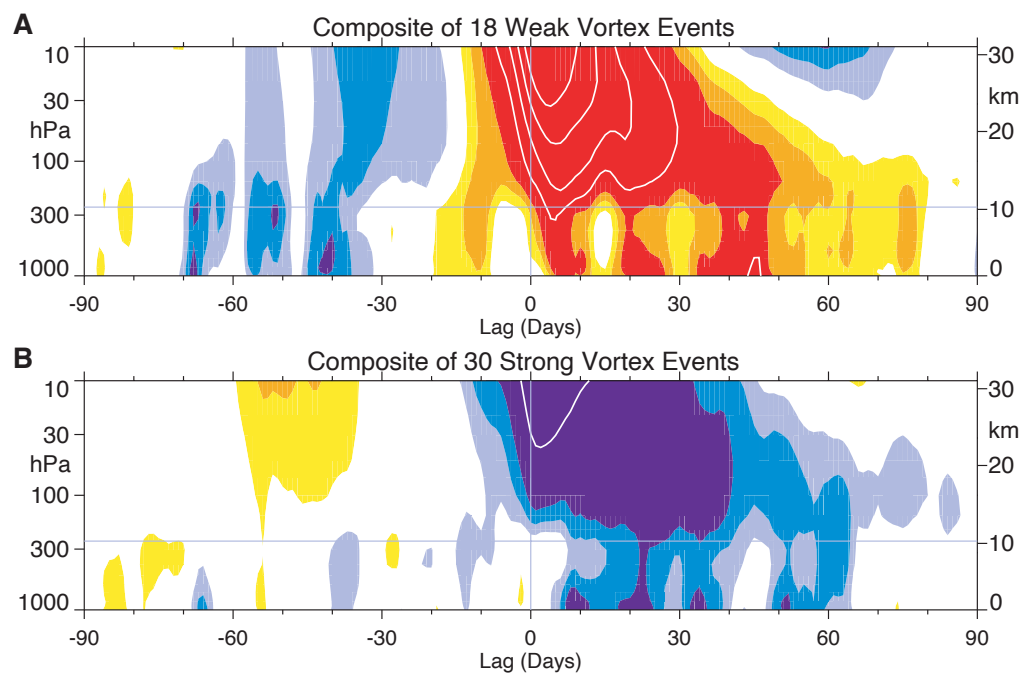 A
Composite of 18 Weak Vortex Events
10
30
hPa
100
300
1000
30
km
20
10
0
-90 -60 -30 0 30 60 90
Lag (Days)
B
Composite of 30 Strong Vortex Events
10
30
hPa
100
300
1000
30
km
20
10
0
-90 -60 -30 0 30 60 90
Lag (Days)